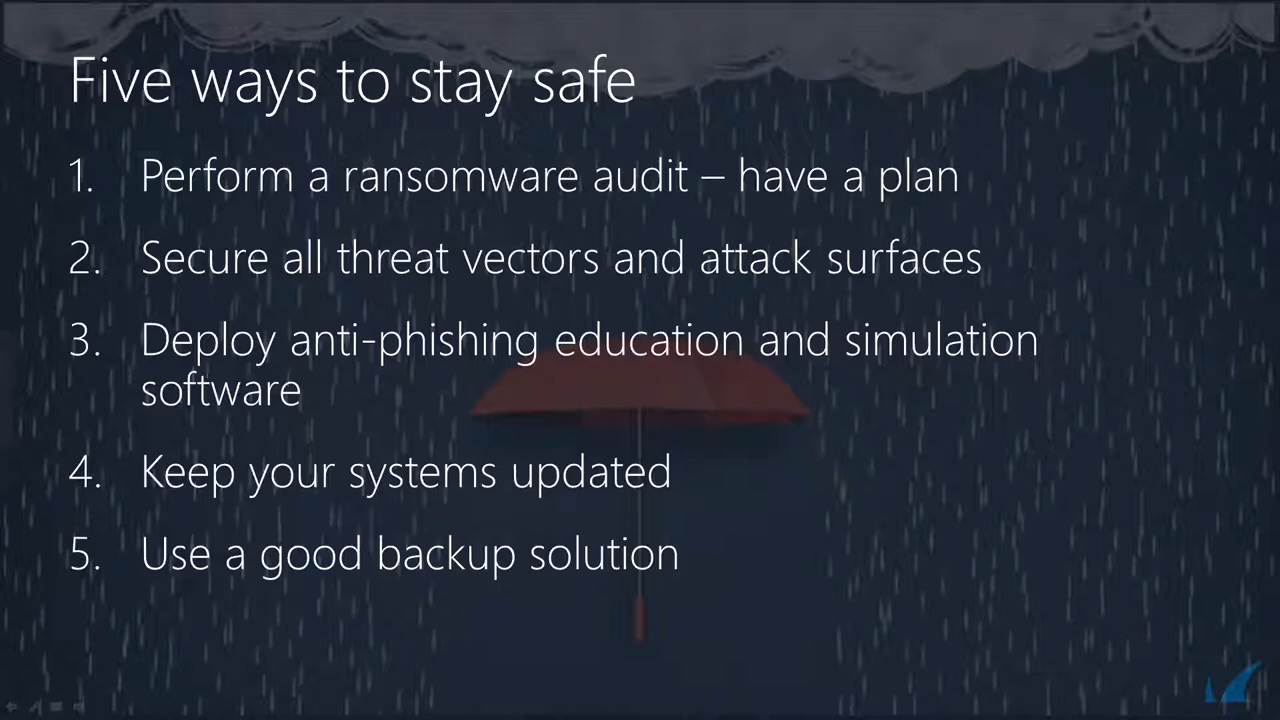 Five ways to stay safe
1. Perform a ransomware audit – have a plan
2. Secure all threat vectors and attack surfaces
3. Deploy anti-phishing education and simulation
software
4. Keep your systems updated
5. Use a good backup solution